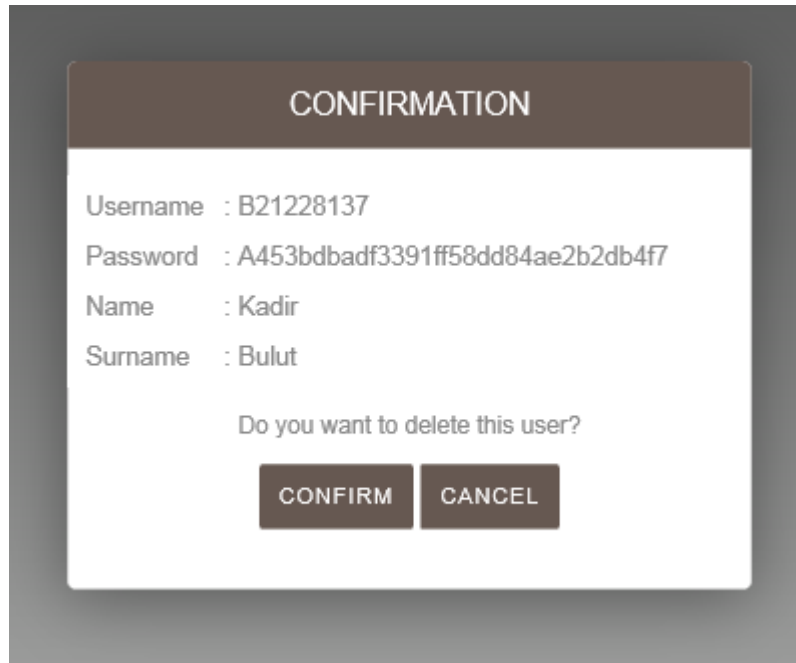 CONFIRMATION
Username : B21228137
Password : A453bdbadf3391ff58dd84ae2b2db4f7
Name : Kadir
Surname : Bulut
Do you want to delete this user?
CONFIRM CANCEL